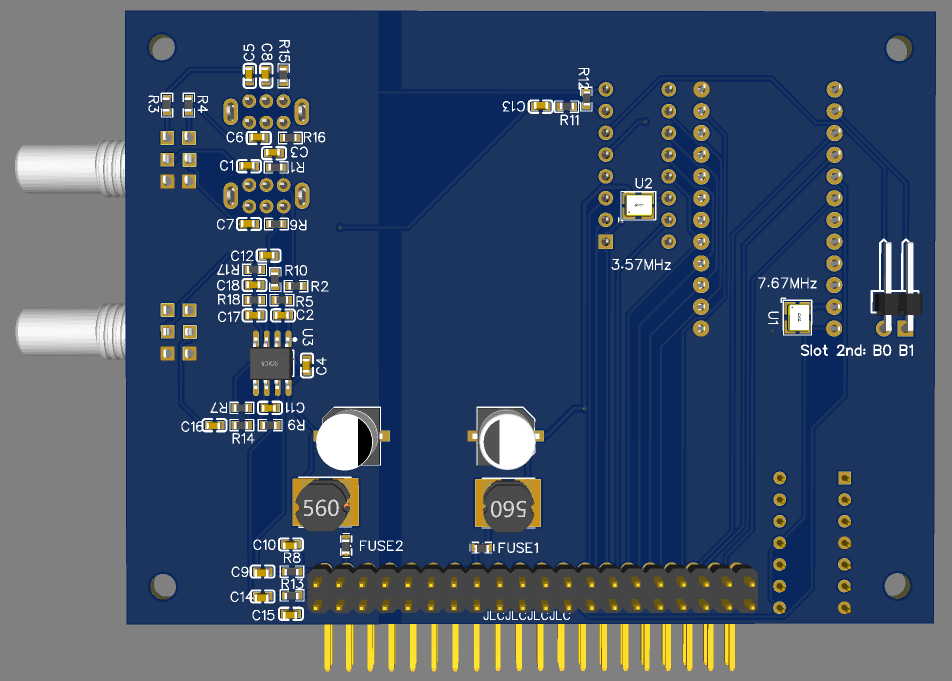 C5 C8 R15
R3 R4
R12
C13
R11
C6 R16
C3
C1 R1
U2
C7 R6
C12
3.57MHz
R17 R10
C18 R2
7.67MHz
R18 R5
C17 C2
U1
U3
C4
Slot 2nd: B0 B1
R7 C11
C16 R9
R14
560 560
C10 FUSE2 FUSE1
R8
C9
R13
C14
C15
JLCJLCJLCJLC